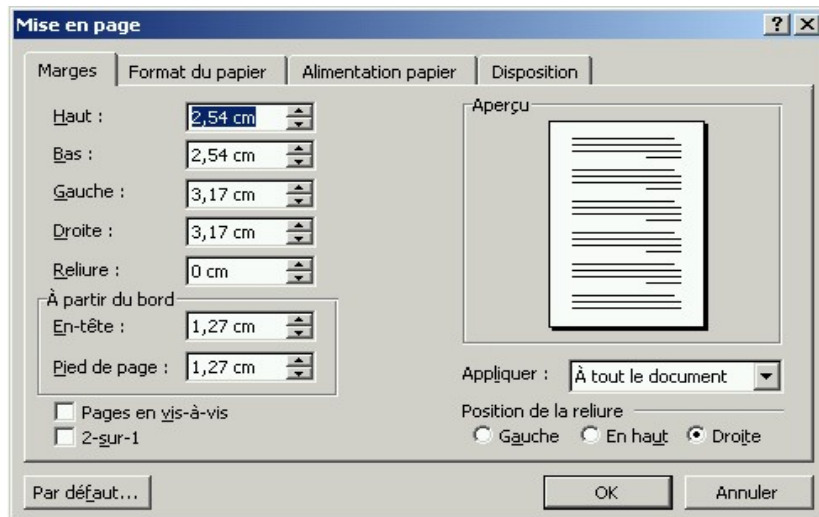 Mise en page
Marges Format du papier Alimentation papier Disposition
Haut : 2,54 cm
Bas : 2,54 cm
Gauche : 3,17 cm
Droite : 3,17 cm
Reliure : 0 cm
À partir du bord
En-tête : 1,27 cm
Pied de page : 1,27 cm
Pages en vis-à-vis
2-sur-1
Aperçu
Appliquer : À tout le document
Position de la reliure
Gauche En haut Droite
Par défaut... OK Annuler